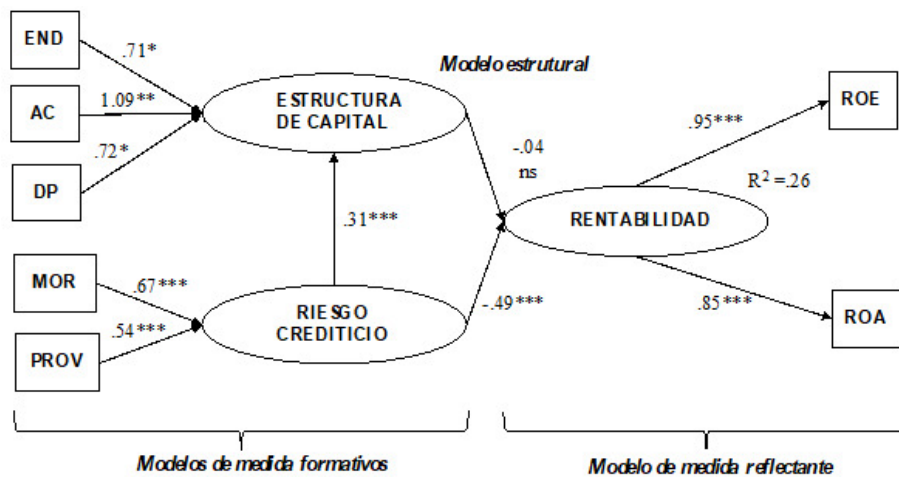 END
.71*
Modelo estrutural
AC
1.09**
ESTRUCTURA
DE CAPITAL
ROE
.95***
DP
.72*
-.04
ns
R² =.26
RENTABILIDAD
.31***
MOR
.67***
RIESGO
CREDITICIO
-.49***
.85***
ROA
PROV
.54***
Modelos de medida formativos
Modelo de medida reflectante